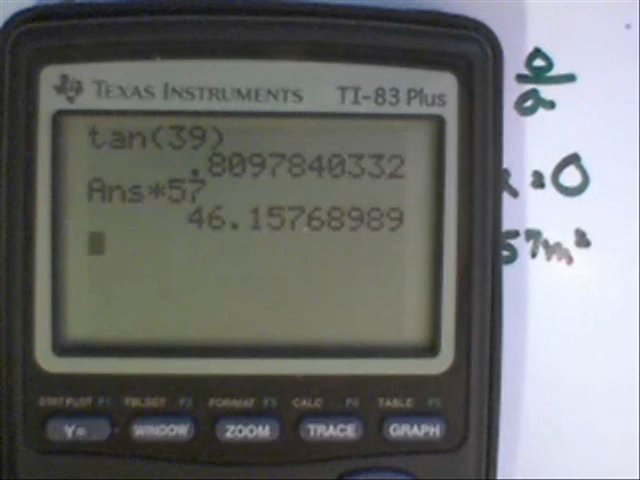 TEXAS INSTRUMENTS TI-83 Plus
tan(39)
.8097840332
Ans*57
46.15768989
STAT PLOT F1 TBLSET F2 FORMAT F3 CALC F4 TABLE F5
Y= WINDOW ZOOM TRACE GRAPH
o
a
= O
57m²